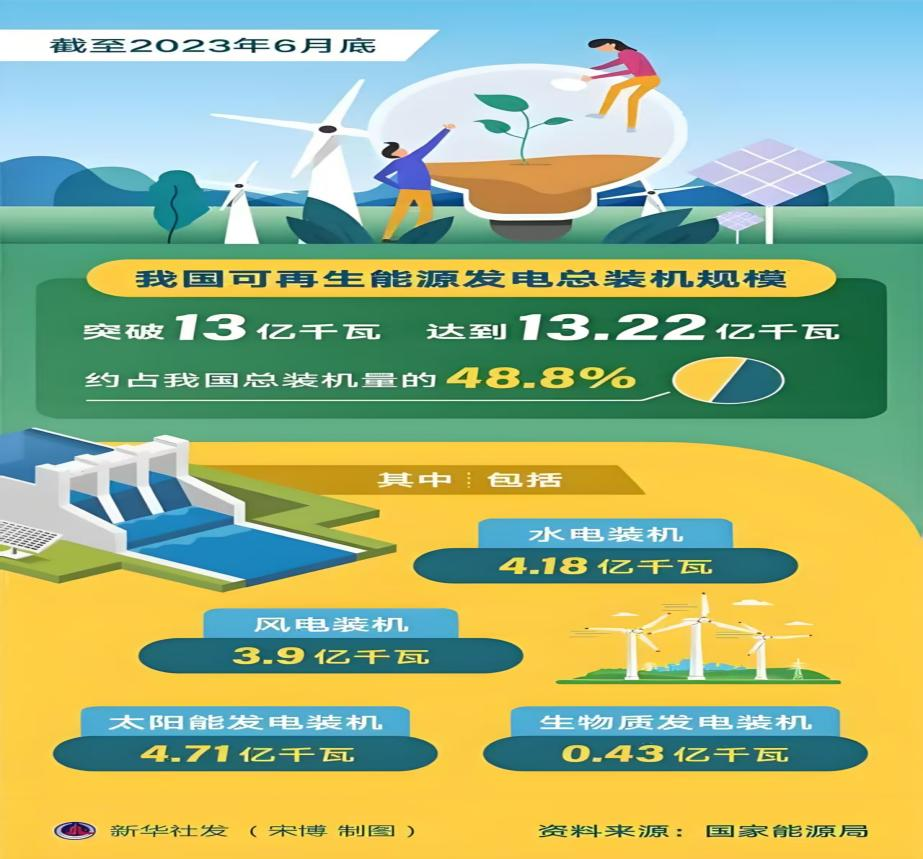 截至2023年6月底
我国可再生能源发电总装机规模
突破13亿千瓦 达到13.22亿千瓦
约占我国总装机量的48.8%
其中 包括
水电装机
4.18亿千瓦
风电装机
3.9亿千瓦
太阳能发电装机 生物质发电装机
4.71亿千瓦 0.43亿千瓦
新华社发（宋博 制图） 资料来源：国家能源局